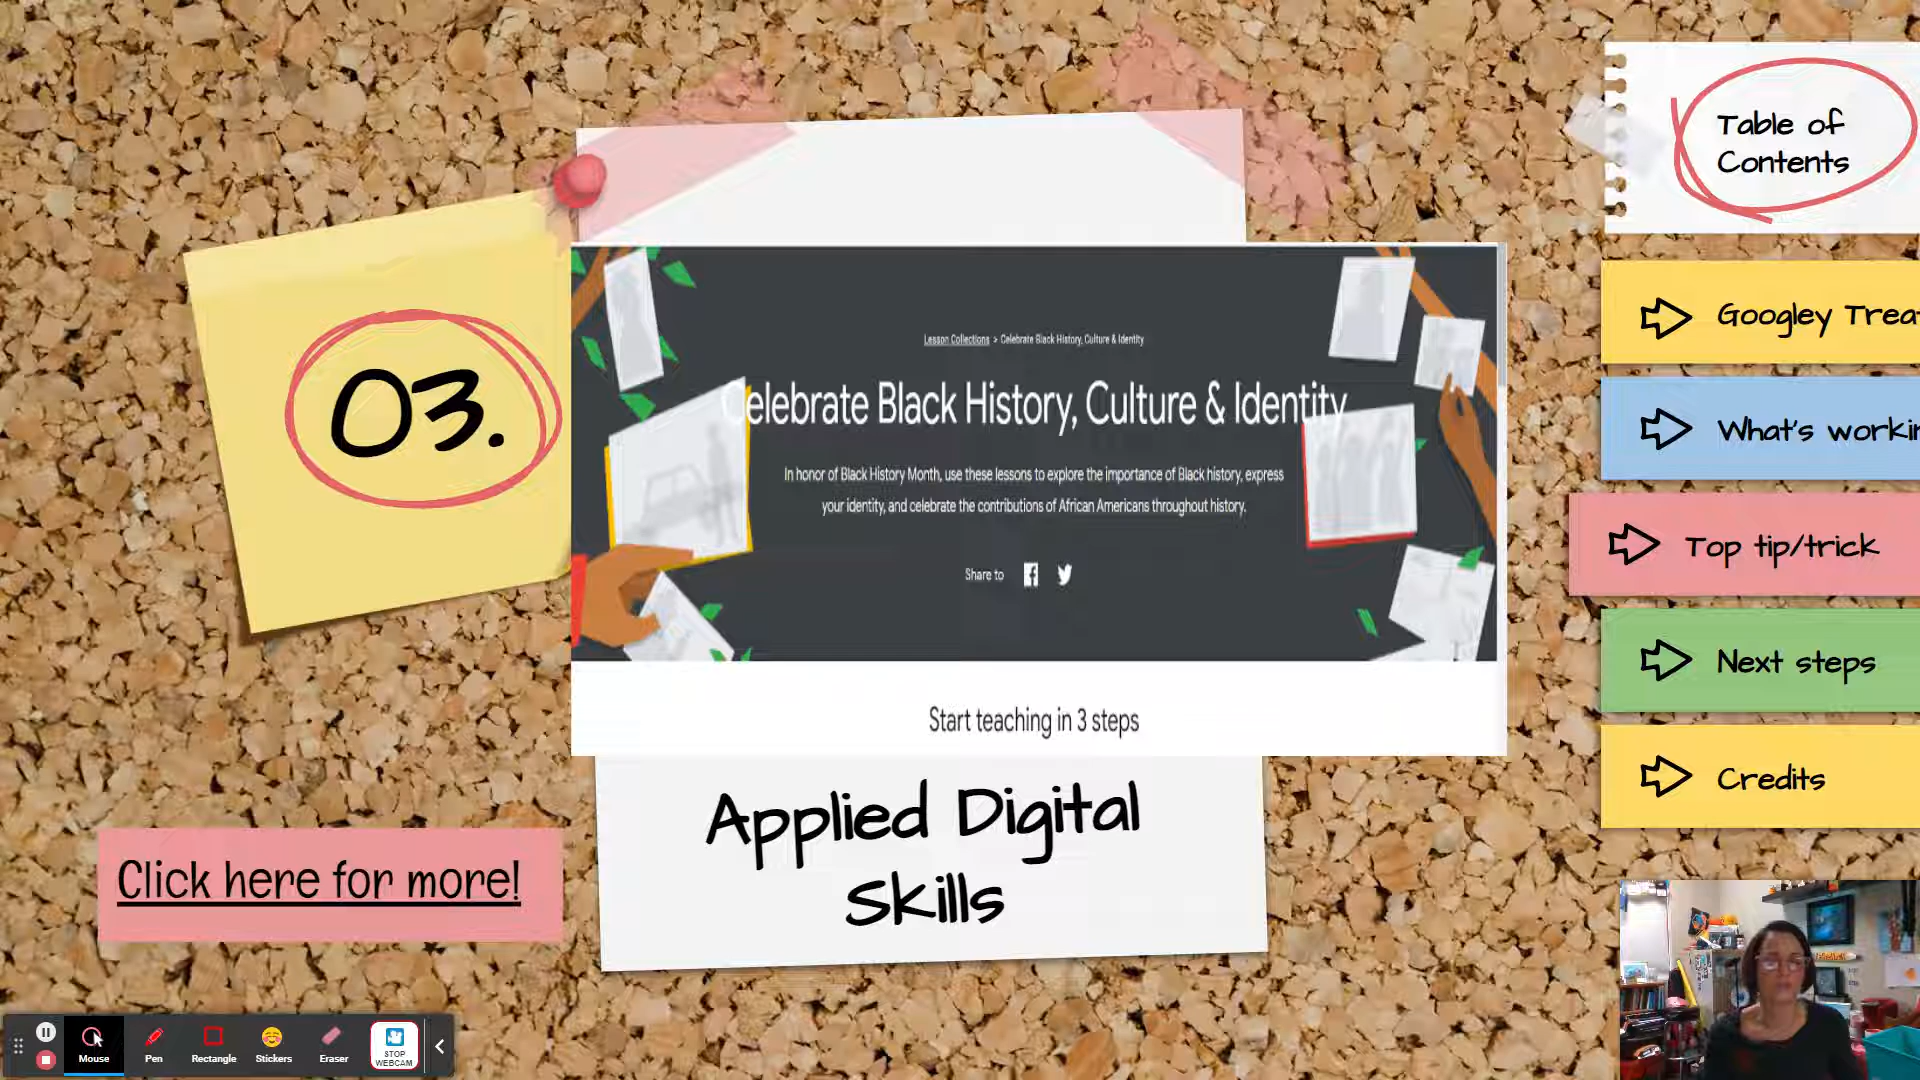 03.
Lesson Collections > Celebrate Black History, Culture & Identity
Celebrate Black History, Culture & Identity
In honor of Black History Month, use these lessons to explore the importance of Black history, express
your identity, and celebrate the contributions of African Americans throughout history.
Share to
Start teaching in 3 steps
Applied Digital
Skills
Click here for more!
Table of
Contents
Googley
What's
Top tip/trick
Next steps
Credits
Mouse
Pen
Rectangle
Stickers
Eraser
STOP
WEBCAM